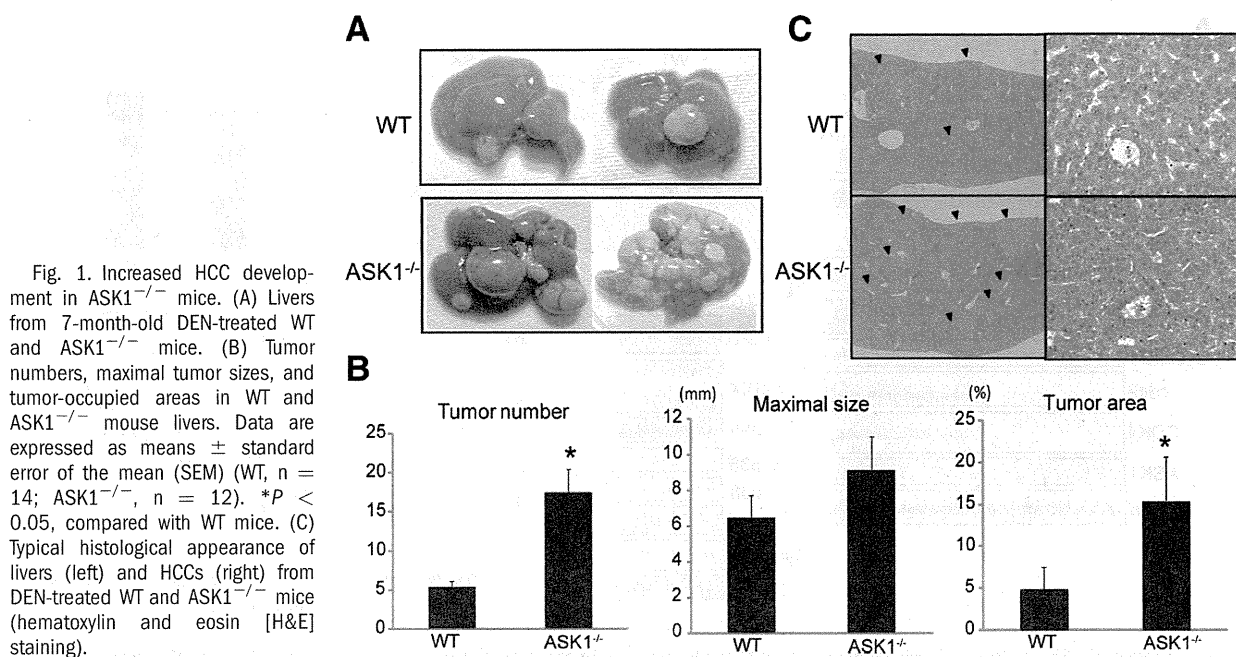 Fig. 1. Increased HCC develop-
ment in ASK1−/− mice. (A) Livers
from 7-month-old DEN-treated WT
and ASK1−/− mice. (B) Tumor
numbers, maximal tumor sizes, and
tumor-occupied areas in WT and
ASK1−/− mouse livers. Data are
expressed as means ± standard
error of the mean (SEM) (WT, n =
14; ASK1−/−, n = 12). *P <
0.05, compared with WT mice. (C)
Typical histological appearance of
livers (left) and HCCs (right) from
DEN-treated WT and ASK1−/− mice
(hematoxylin and eosin [H&E]
staining).
A
WT
ASK1-/-
C
WT
ASK1-/-
B
Tumor number
25
20
15
10
5
0
*
WT
ASK1-/-
(mm)
Maximal size
12
10
8
6
4
2
0
WT
ASK1-/-
(%)
Tumor area
25
20
15
10
5
0
*
WT
ASK1-/-